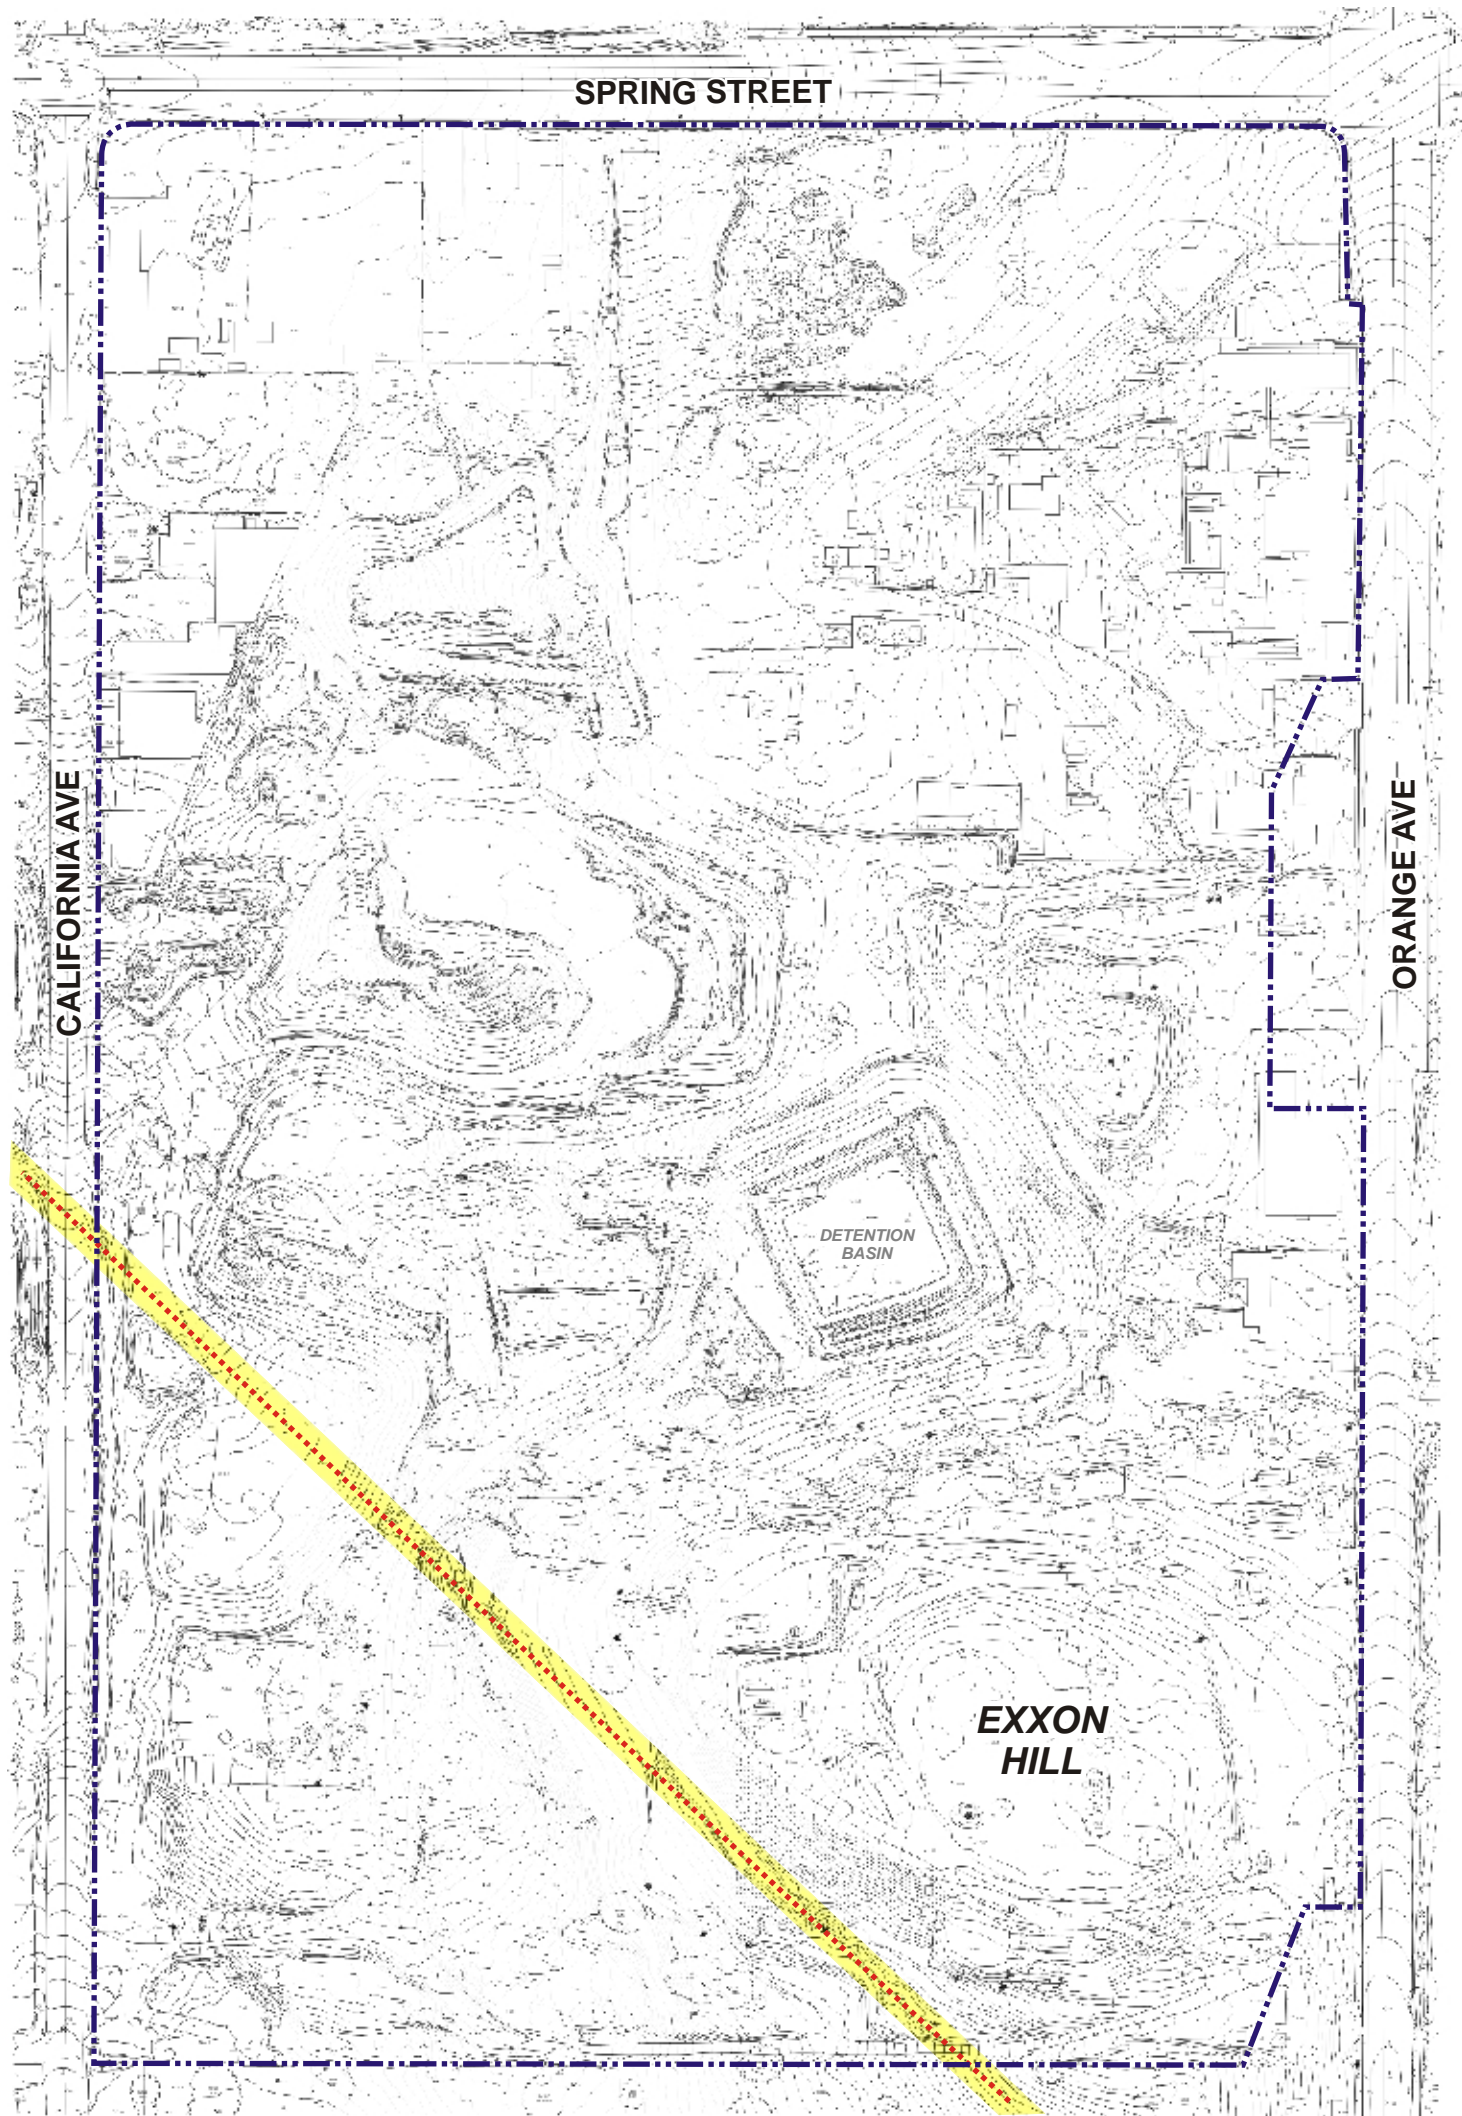 SPRING STREET
CALIFORNIA AVE
ORANGE AVE
DETENTION
BASIN
EXXON
HILL